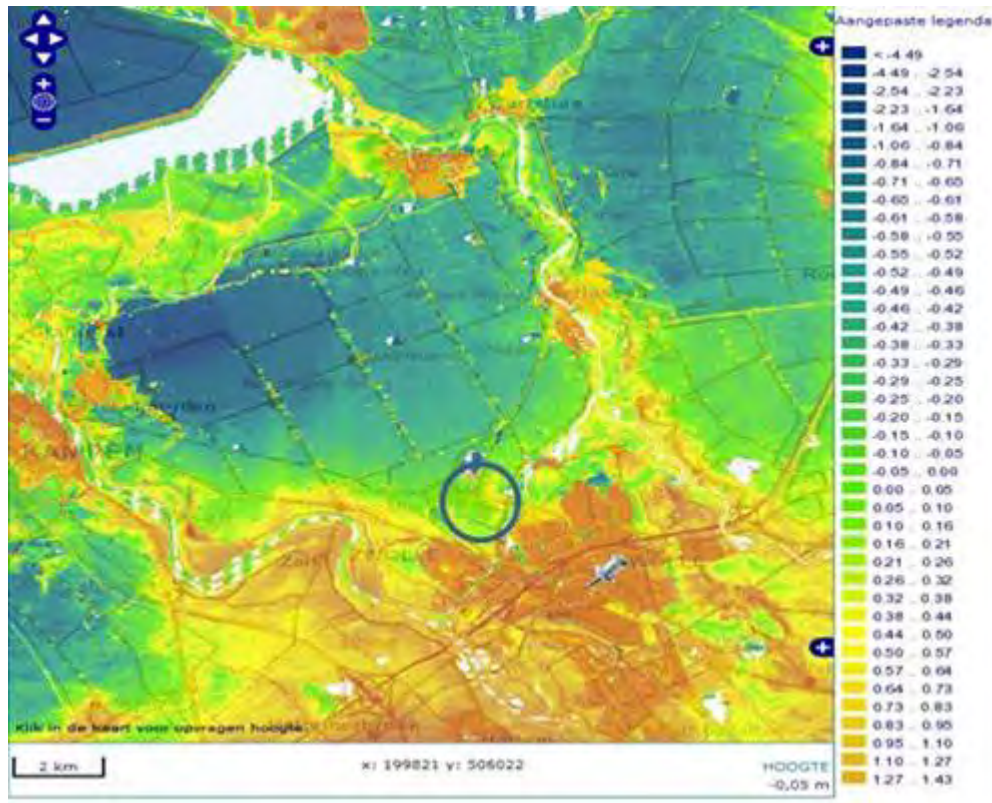 Aangepaste legenda
< -4.49
-4.49 .. -2.54
-2.54 .. -2.23
-2.23 .. -1.64
-1.64 .. -1.06
-1.06 .. -0.84
-0.84 .. -0.71
-0.71 .. -0.65
-0.65 .. -0.61
-0.61 .. -0.58
-0.58 .. -0.55
-0.55 .. -0.52
-0.52 .. -0.49
-0.49 .. -0.46
-0.46 .. -0.42
-0.42 .. -0.38
-0.38 .. -0.33
-0.33 .. -0.29
-0.29 .. -0.25
-0.25 .. -0.20
-0.20 .. -0.15
-0.15 .. -0.10
-0.10 .. -0.05
-0.05 .. 0.00
0.00 .. 0.05
0.05 .. 0.10
0.10 .. 0.16
0.16 .. 0.21
0.21 .. 0.26
0.26 .. 0.32
0.32 .. 0.38
0.38 .. 0.44
0.44 .. 0.50
0.50 .. 0.57
0.57 .. 0.64
0.64 .. 0.73
0.73 .. 0.83
0.83 .. 0.95
0.95 .. 1.10
1.10 .. 1.27
1.27 .. 1.43
KAMPEN
Klik in de kaart voor opvragen hoogte
2 km
x: 199821 y: 506022
HOOGTE
-0,05 m